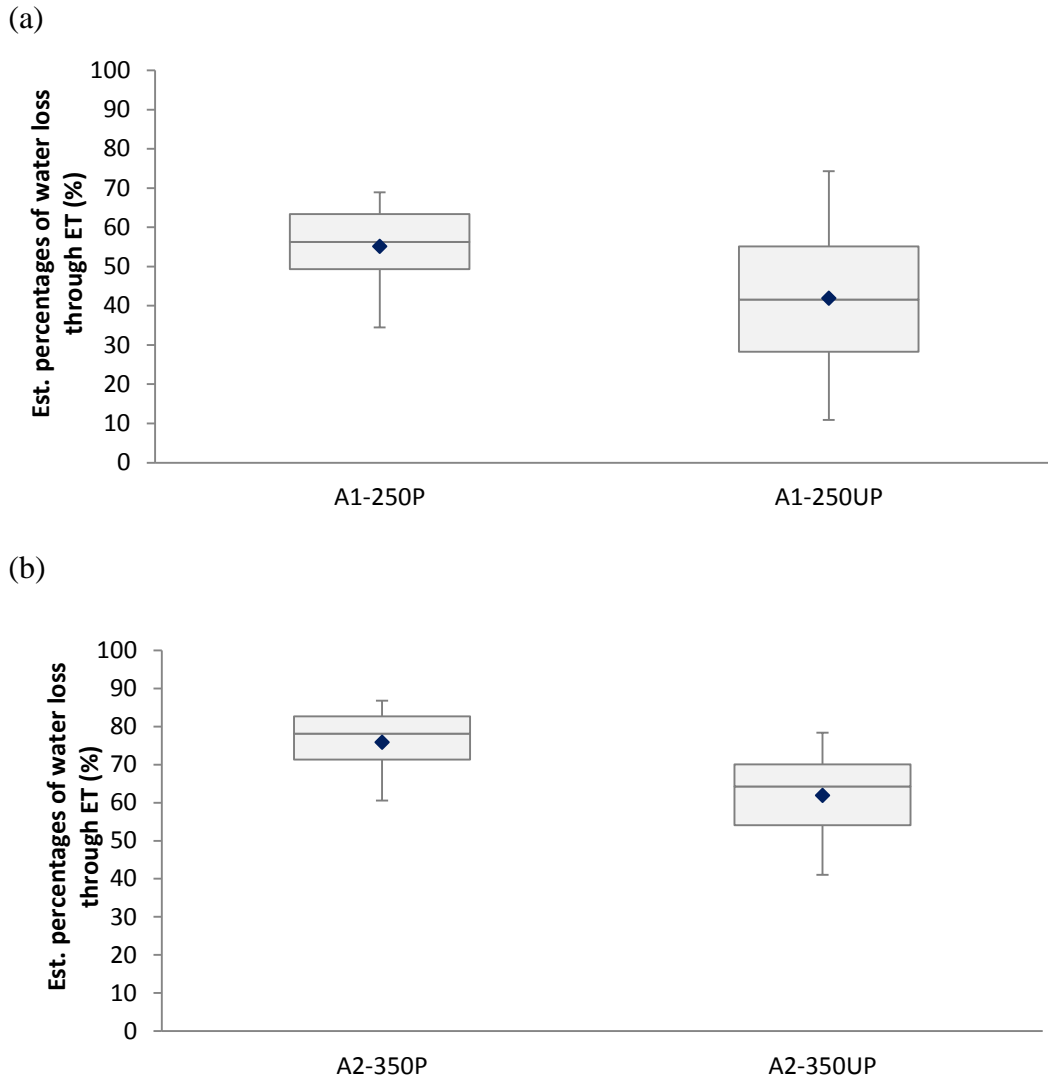 (a)
Est. percentages of water loss
through ET (%)
100
90
80
70
60
50
40
30
20
10
0
A1-250P A1-250UP
(b)
Est. percentages of water loss
through ET (%)
100
90
80
70
60
50
40
30
20
10
0
A2-350P A2-350UP